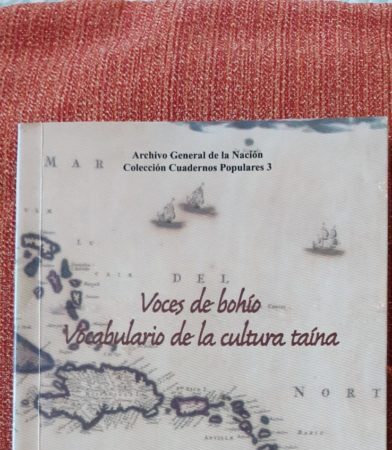 Archivo General de la Nación
Colección Cuadernos Populares 3
MAR
DEL
Voces de bohío
Vocabulario de la cultura taína
NORT